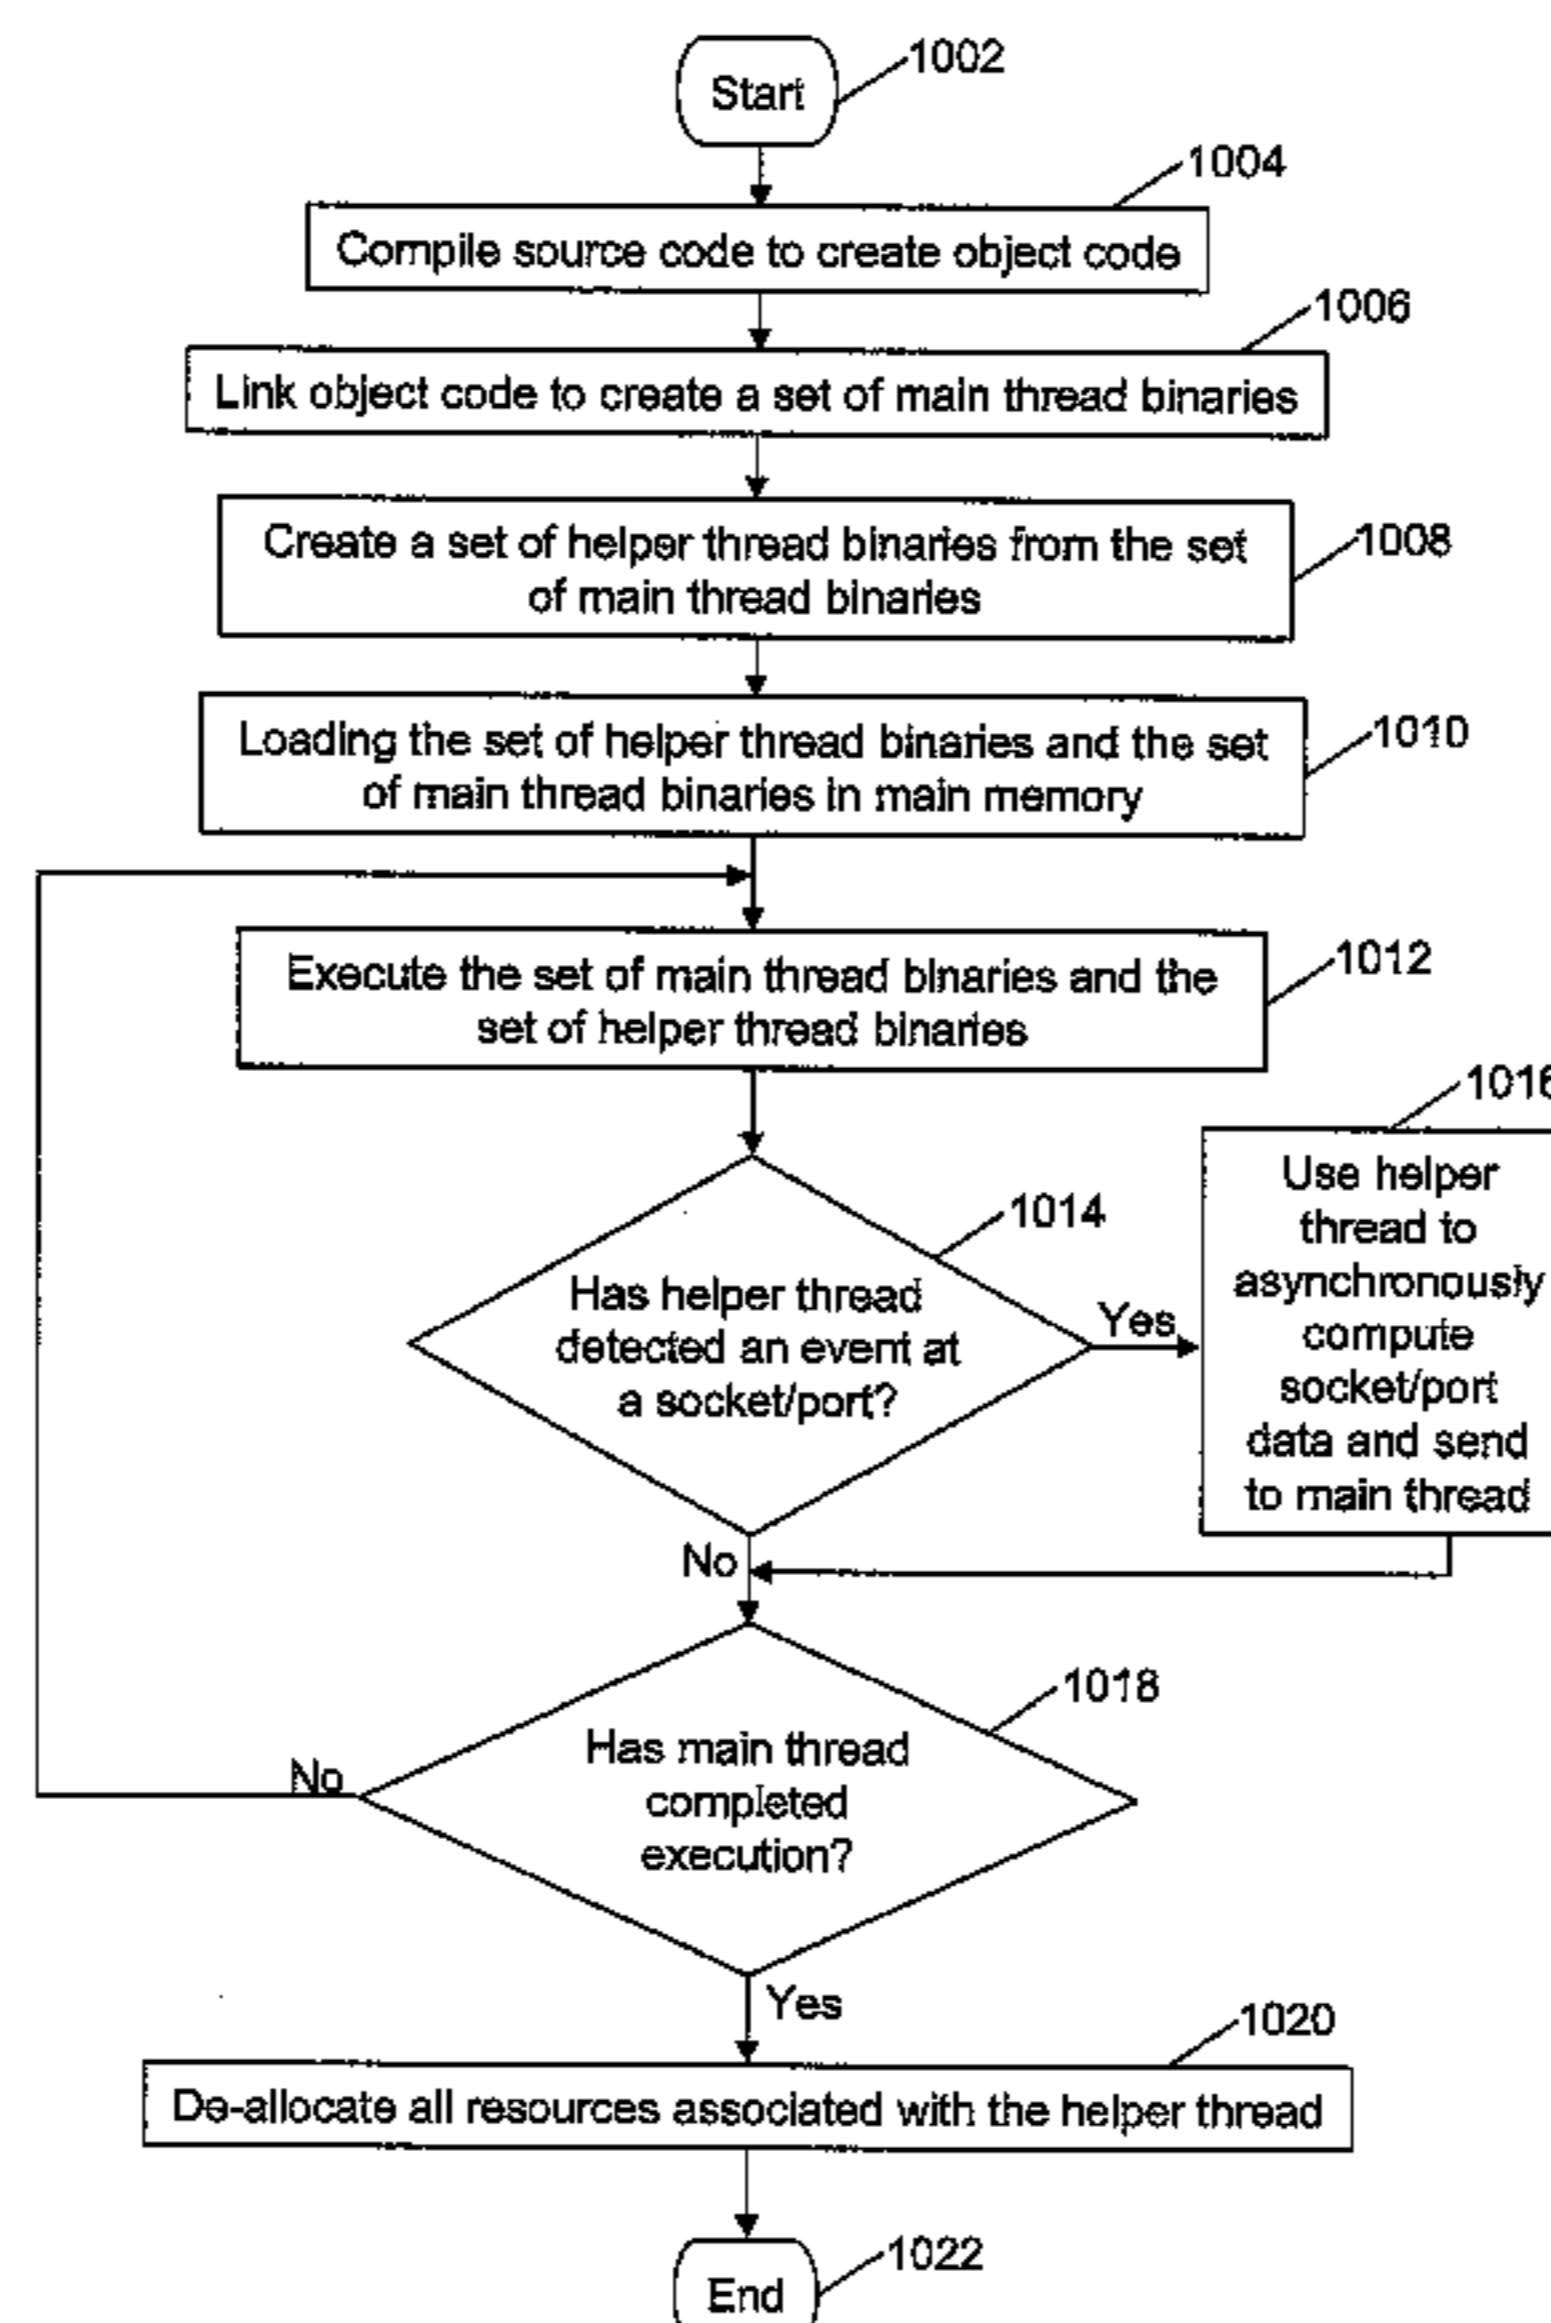 Start
1002
1004
Compile source code to create object code
1006
Link object code to create a set of main thread binaries
1008
Create a set of helper thread binaries from the set
of main thread binaries
1010
Loading the set of helper thread binaries and the set
of main thread binaries in main memory
1012
Execute the set of main thread binaries and the
set of helper thread binaries
1014
Has helper thread
detected an event at
a socket/port?
Yes
1016
Use helper
thread to
asynchronously
compute
socket/port
data and send
to main thread
No
1018
Has main thread
completed
execution?
No
Yes
1020
De-allocate all resources associated with the helper thread
1022
End